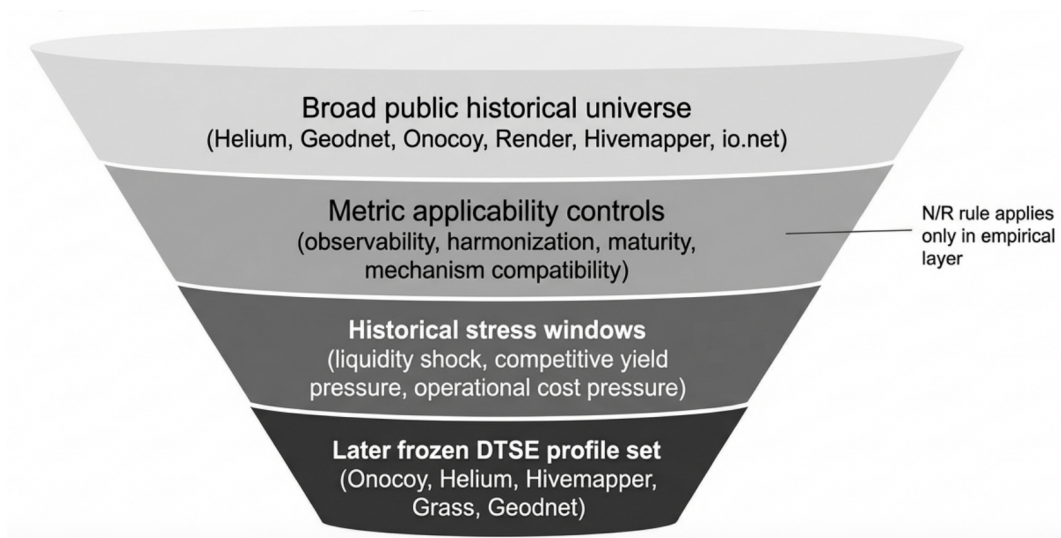 Broad public historical universe
(Helium, Geodnet, Onocoy, Render, Hivemapper, io.net)
Metric applicability controls
(observability, harmonization, maturity,
mechanism compatibility)
N/R rule applies
only in empirical
layer
Historical stress windows
(liquidity shock, competitive yield
pressure, operational cost pressure)
Later frozen DTSE profile set
(Onocoy, Helium, Hivemapper,
Grass, Geodnet)